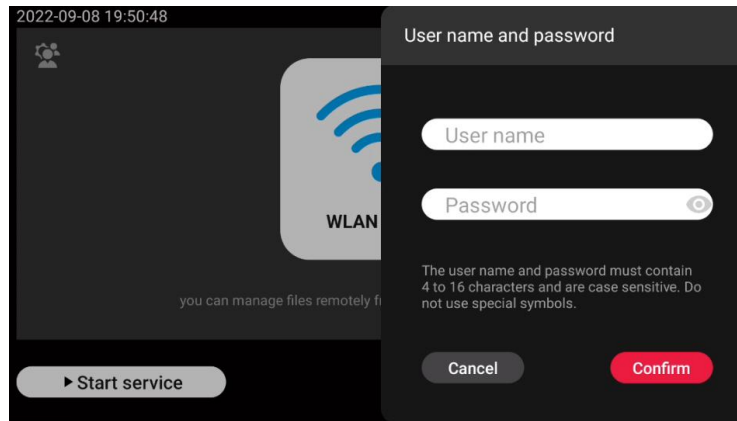 2022-09-08 19:50:48
User name and password
User name
Password
WLAN
you can manage files remotely
The user name and password must contain
4 to 16 characters and are case sensitive. Do
not use special symbols.
Start service
Cancel
Confirm